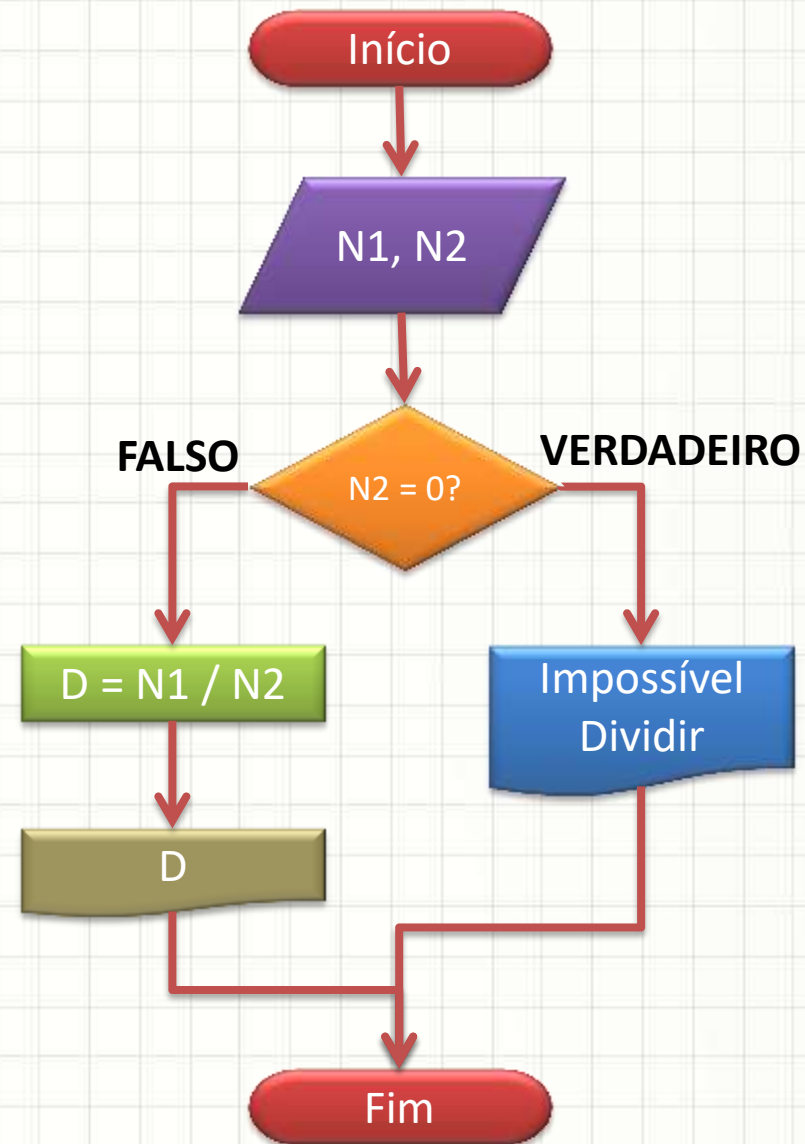 Início
N1, N2
FALSO
VERDADEIRO
N2 = 0?
D = N1 / N2
Impossível
Dividir
D
Fim